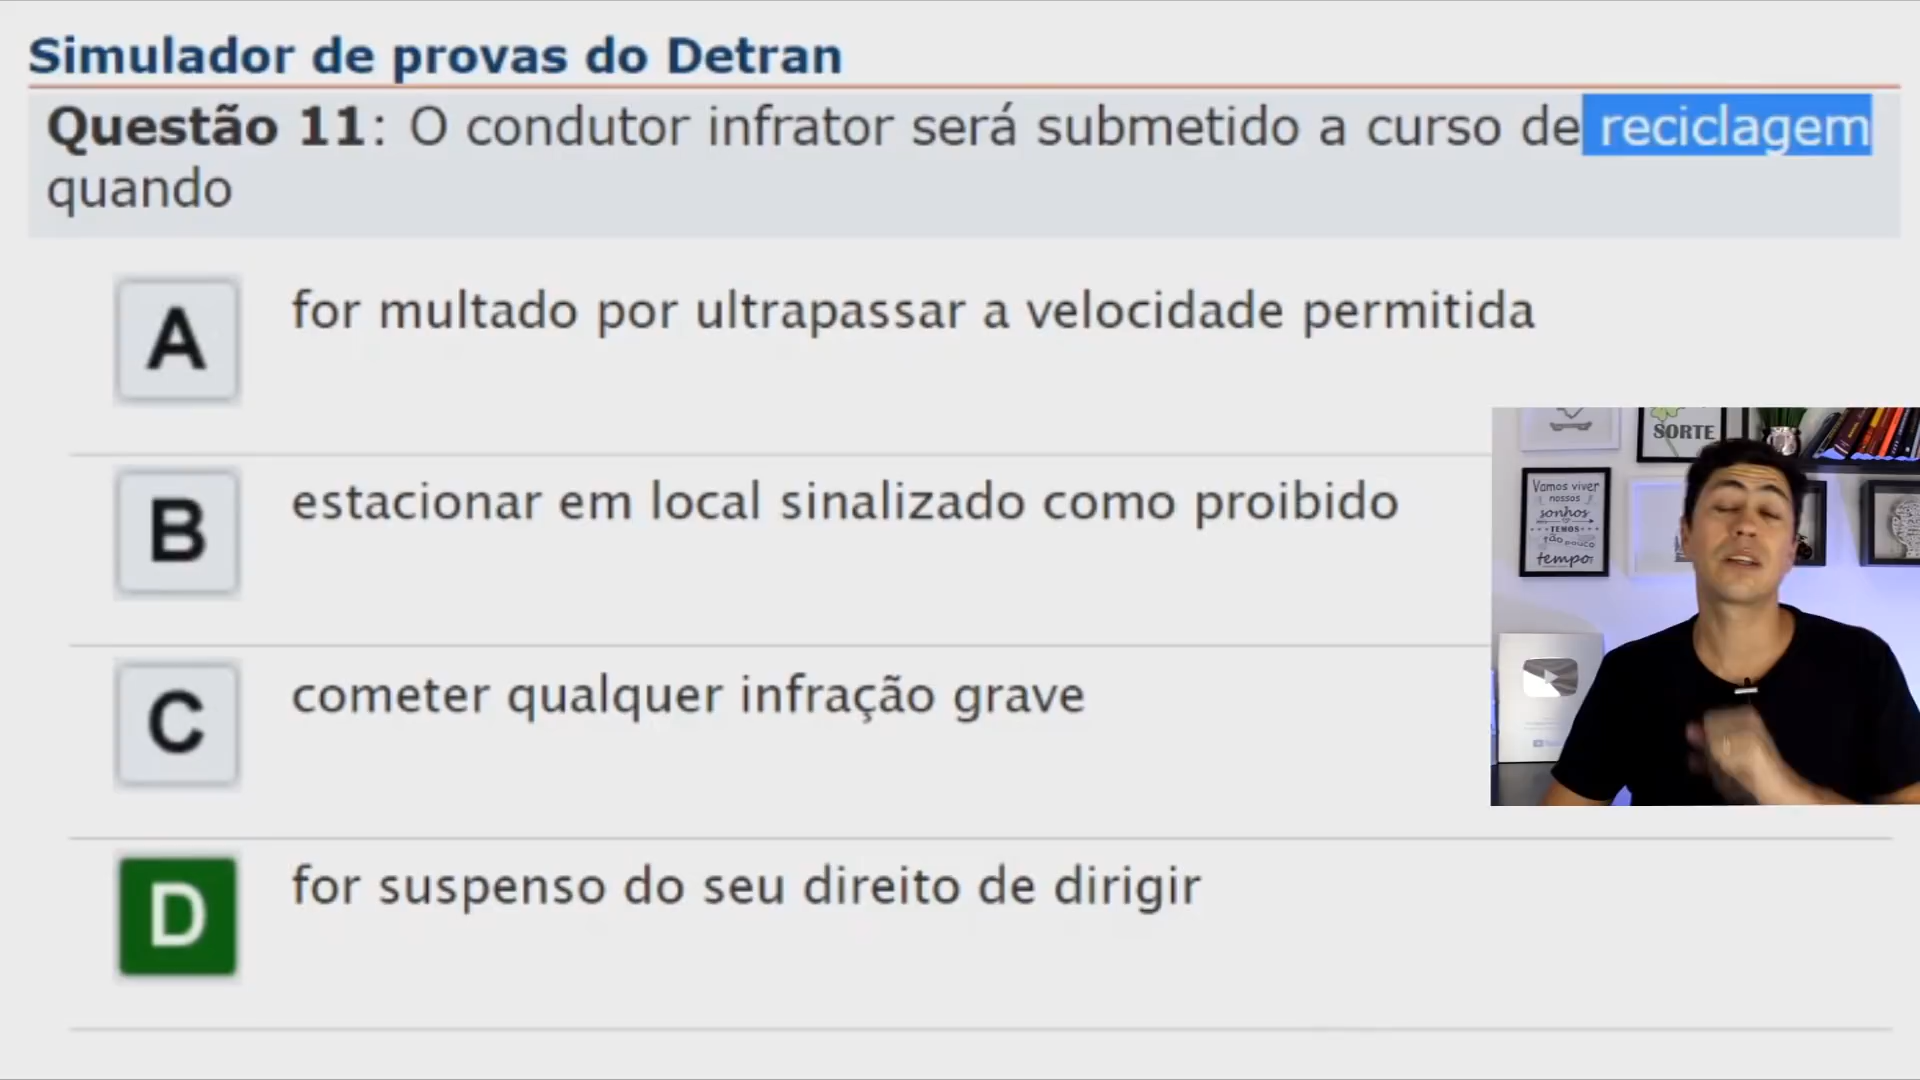 Simulador de provas do Detran
Questão 11: O condutor infrator será submetido a curso de reciclagem
quando
A
for multado por ultrapassar a velocidade permitida
B
estacionar em local sinalizado como proibido
C
cometer qualquer infração grave
D
for suspenso do seu direito de dirigir
SORTE
Vamos viver
nossos
sonhos
TEMOS
tão pouco
tempo